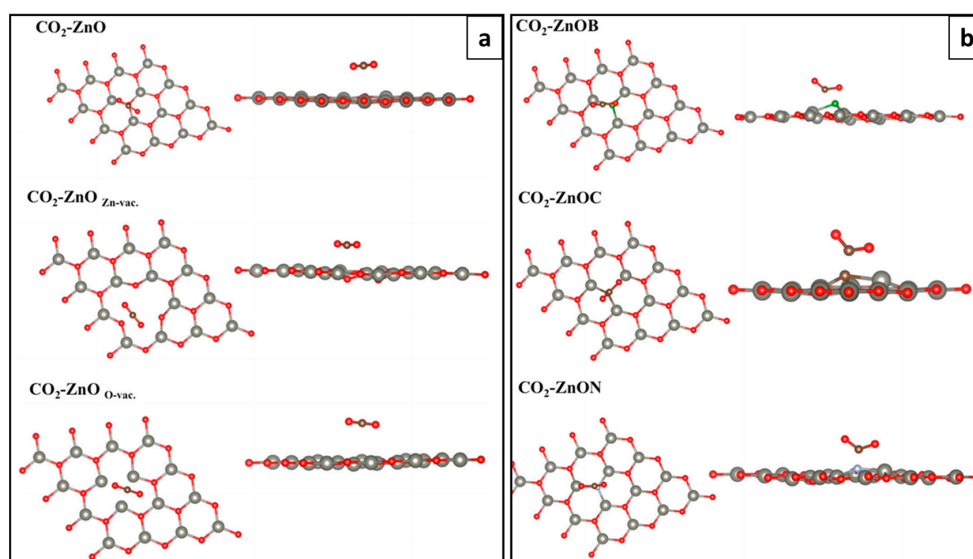 CO₂-ZnO
a
CO₂-ZnO Zn-vac.
CO₂-ZnO O-vac.
CO₂-ZnOB
b
CO₂-ZnOC
CO₂-ZnON